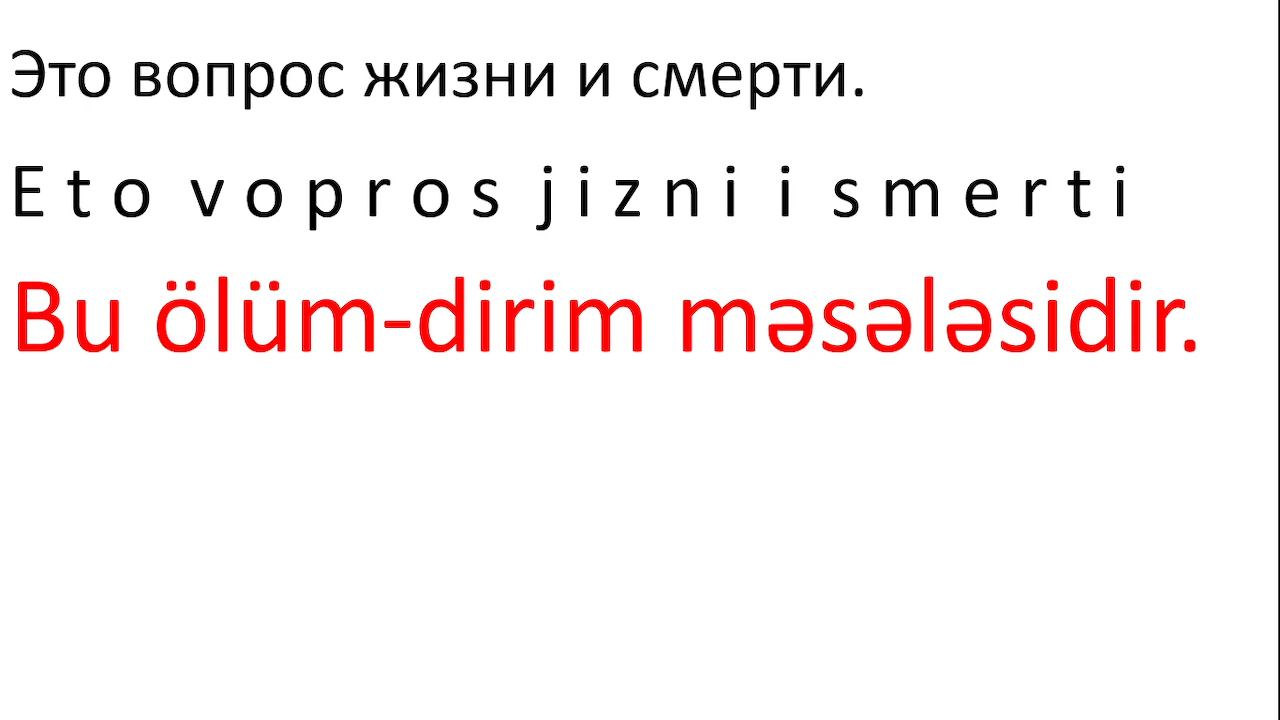 Это вопрос жизни и смерти.
E t o v o p r o s j i z n i i s m e r t i
Bu ölüm-dirim məsələsidir.